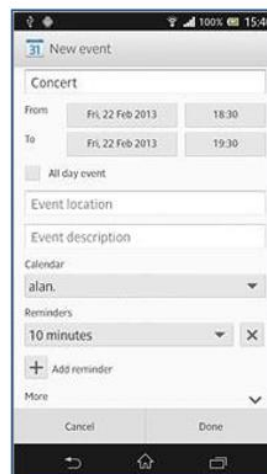 100% 15:40
31 New event
Concert
From Fri, 22 Feb 2013 18:30
To Fri, 22 Feb 2013 19:30
All day event
Event location
Event description
Calendar
alan.
Reminders
10 minutes
Add reminder
More
Cancel Done